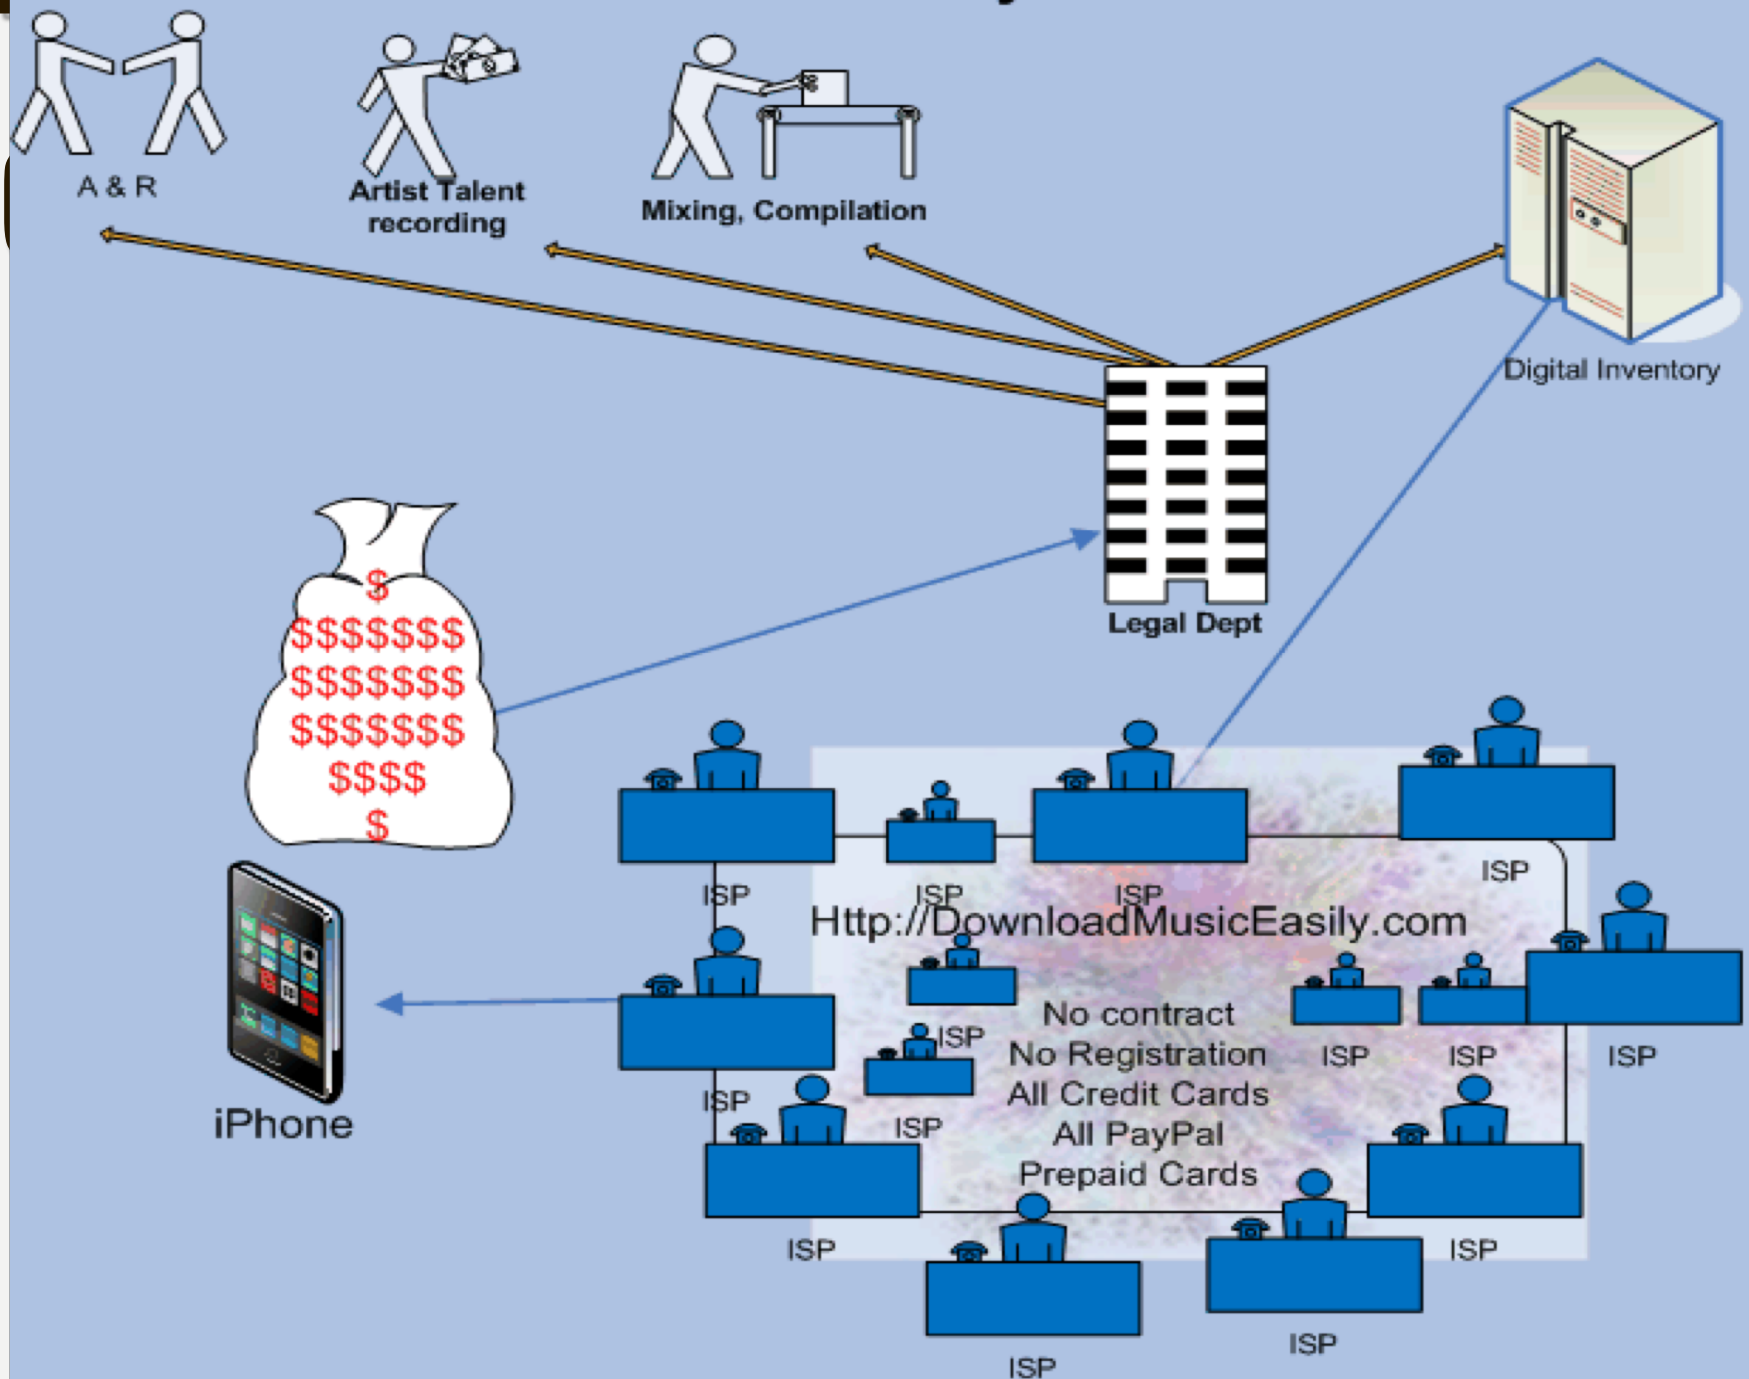 A & R
Artist Talent
recording
Mixing, Compilation
Digital Inventory
Legal Dept
$
$$$$$$$
$$$$$$$
$$$$$$$
$$$$
$
iPhone
ISP
ISP
ISP
ISP
Http://DownloadMusicEasily.com
No contract
No Registration
All Credit Cards
All PayPal
Prepaid Cards
ISP
ISP
ISP
ISP
ISP
ISP
ISP
ISP
ISP
ISP